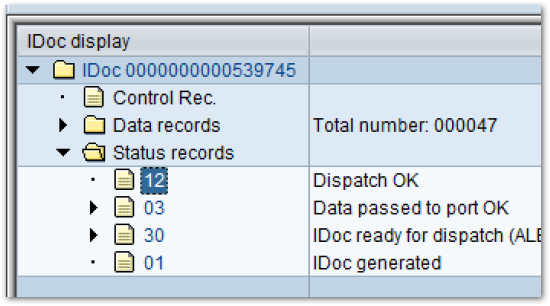 IDoc display
IDoc 0000000000539745
Control Rec.
Data records Total number: 000047
Status records
12 Dispatch OK
03 Data passed to port OK
30 IDoc ready for dispatch (ALE
01 IDoc generated